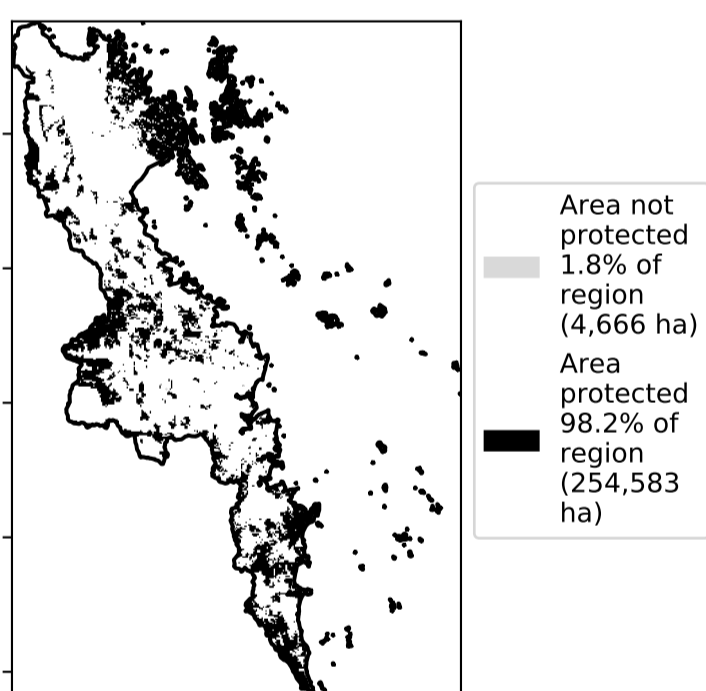 Area not
protected
1.8% of
region
(4,666 ha)
Area
protected
98.2% of
region
(254,583
ha)